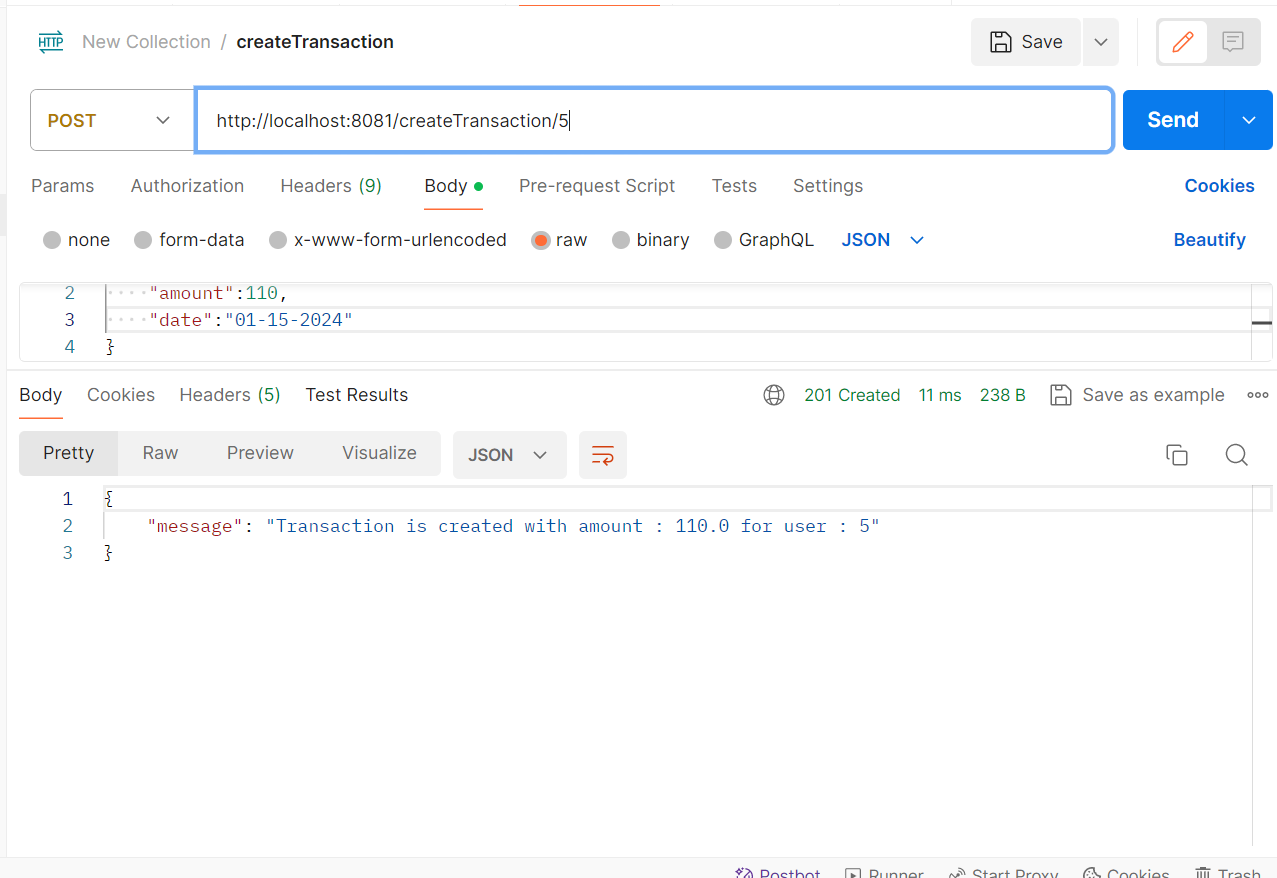 HTTP New Collection / createTransaction Save
POST http://localhost:8081/createTransaction/5 Send
Params Authorization Headers (9) Body Pre-request Script Tests Settings Cookies
none form-data x-www-form-urlencoded raw binary GraphQL JSON Beautify
2 "amount":110,
3 "date":"01-15-2024"
4 }
Body Cookies Headers (5) Test Results 201 Created 11 ms 238 B Save as example
Pretty Raw Preview Visualize JSON
1 {
2 "message": "Transaction is created with amount : 110.0 for user : 5"
3 }
Postbot Runner Start Proxy Cookies Trash